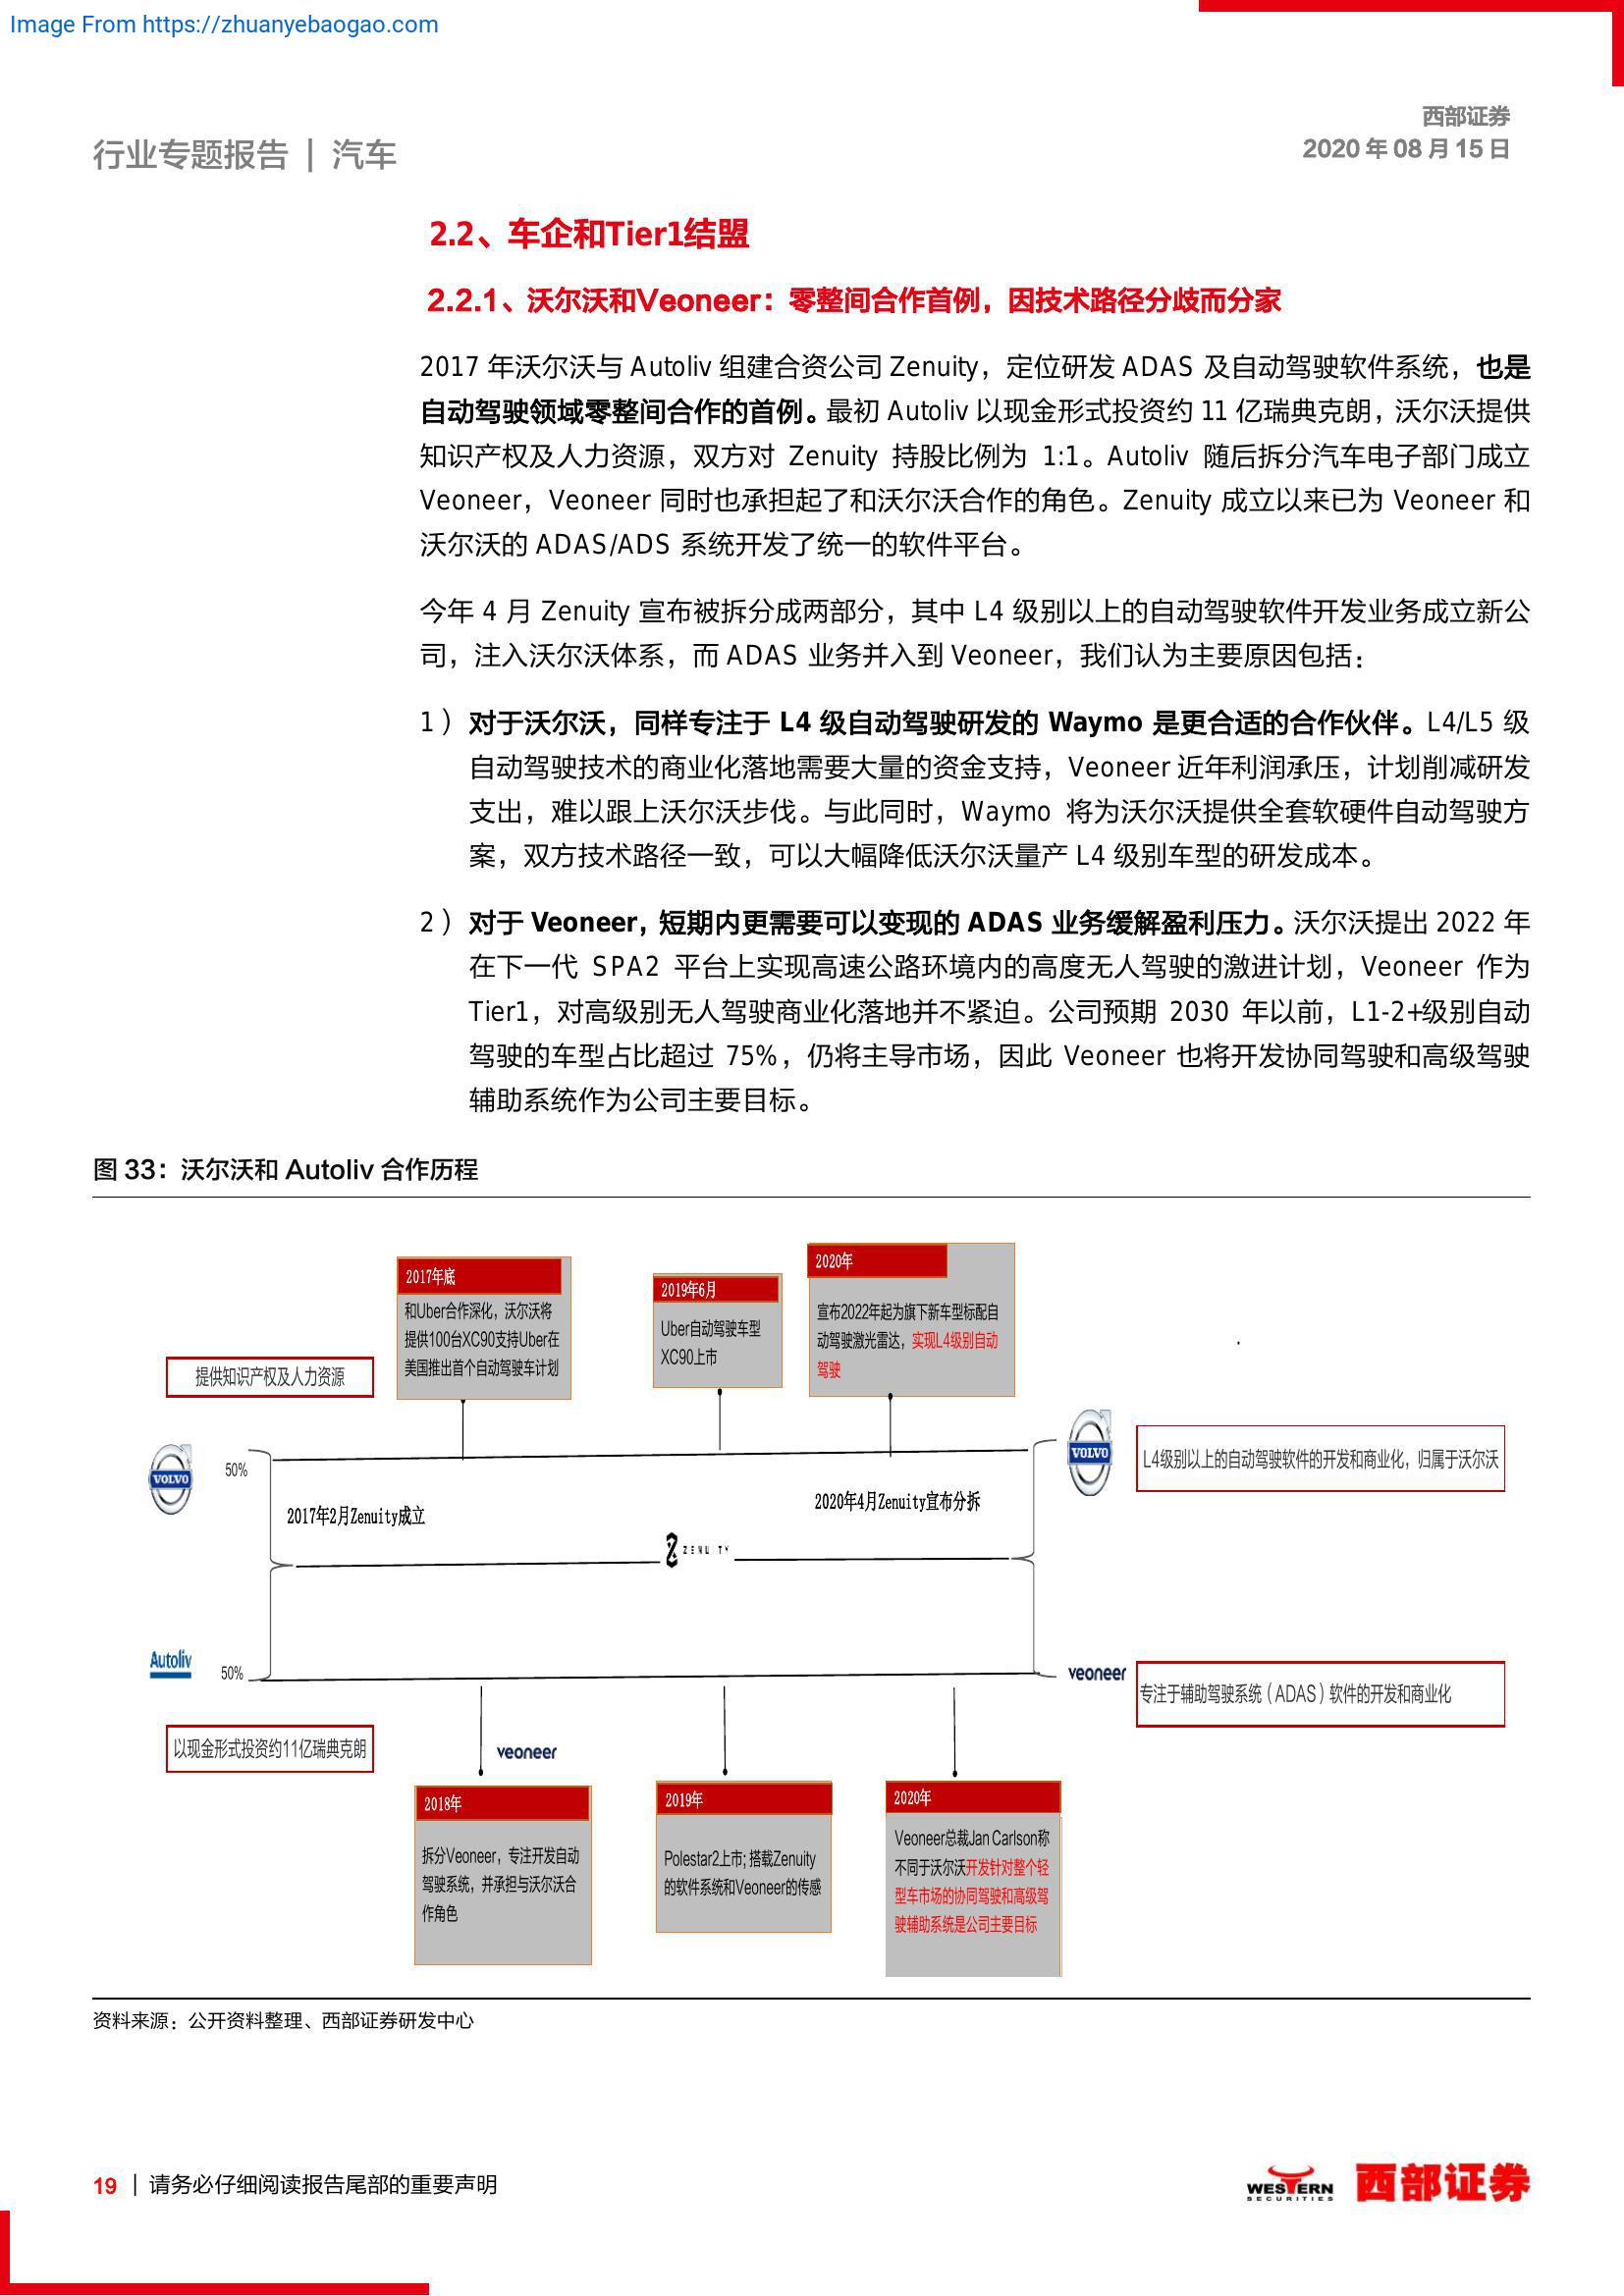 Image From https://zhuanyebaogao.com
西部证券
行业专题报告 | 汽车
2020 年 08 月 15 日
2.2、车企和Tier1结盟
2.2.1、沃尔沃和Veoneer：零整间合作首例，因技术路径分歧而分家
2017 年沃尔沃与 Autoliv 组建合资公司 Zenuity，定位研发 ADAS 及自动驾驶软件系统，也是
自动驾驶领域零整间合作的首例。最初 Autoliv 以现金形式投资约 11 亿瑞典克朗，沃尔沃提供
知识产权及人力资源，双方对 Zenuity 持股比例为 1:1。Autoliv 随后拆分汽车电子部门成立
Veoneer，Veoneer 同时也承担起了和沃尔沃合作的角色。Zenuity 成立以来已为 Veoneer 和
沃尔沃的 ADAS/ADS 系统开发了统一的软件平台。
今年 4 月 Zenuity 宣布被拆分成两部分，其中 L4 级别以上的自动驾驶软件开发业务成立新公
司，注入沃尔沃体系，而 ADAS 业务并入到 Veoneer，我们认为主要原因包括：
1） 对于沃尔沃，同样专注于 L4 级自动驾驶研发的 Waymo 是更合适的合作伙伴。L4/L5 级
自动驾驶技术的商业化落地需要大量的资金支持，Veoneer 近年利润承压，计划削减研发
支出，难以跟上沃尔沃步伐。与此同时，Waymo 将为沃尔沃提供全套软硬件自动驾驶方
案，双方技术路径一致，可以大幅降低沃尔沃量产 L4 级别车型的研发成本。
2） 对于 Veoneer，短期内更需要可以变现的 ADAS 业务缓解盈利压力。沃尔沃提出 2022 年
在下一代 SPA2 平台上实现高速公路环境内的高度无人驾驶的激进计划，Veoneer 作为
Tier1，对高级别无人驾驶商业化落地并不紧迫。公司预期 2030 年以前，L1-2+级别自动
驾驶的车型占比超过 75%，仍将主导市场，因此 Veoneer 也将开发协同驾驶和高级驾驶
辅助系统作为公司主要目标。
图 33：沃尔沃和 Autoliv 合作历程
2017年底
和Uber合作深化，沃尔沃将
提供100台XC90支持Uber在
美国推出首个自动驾驶车计划
2019年6月
Uber自动驾驶车型
XC90上市
2020年
宣布2022年起为旗下新车型标配自
动驾驶激光雷达，实现L4级别自动
驾驶
提供知识产权及人力资源
VOLVO
50%
VOLVO
L4级别以上的自动驾驶软件的开发和商业化，归属于沃尔沃
2017年2月Zenuity成立
2020年4月Zenuity宣布分拆
ZENUITY
Autoliv
50%
veoneer
专注于辅助驾驶系统（ADAS）软件的开发和商业化
以现金形式投资约11亿瑞典克朗
veoneer
2018年
拆分Veoneer，专注开发自动
驾驶系统，并承担与沃尔沃合
作角色
2019年
Polestar2上市; 搭载Zenuity
的软件系统和Veoneer的传感
2020年
Veoneer总裁Jan Carlson称
不同于沃尔沃开发针对整个轻
型车市场的协同驾驶和高级驾
驶辅助系统是公司主要目标
资料来源：公开资料整理、西部证券研发中心
19 | 请务必仔细阅读报告尾部的重要声明
WESTERN
SECURITIES
西部证券